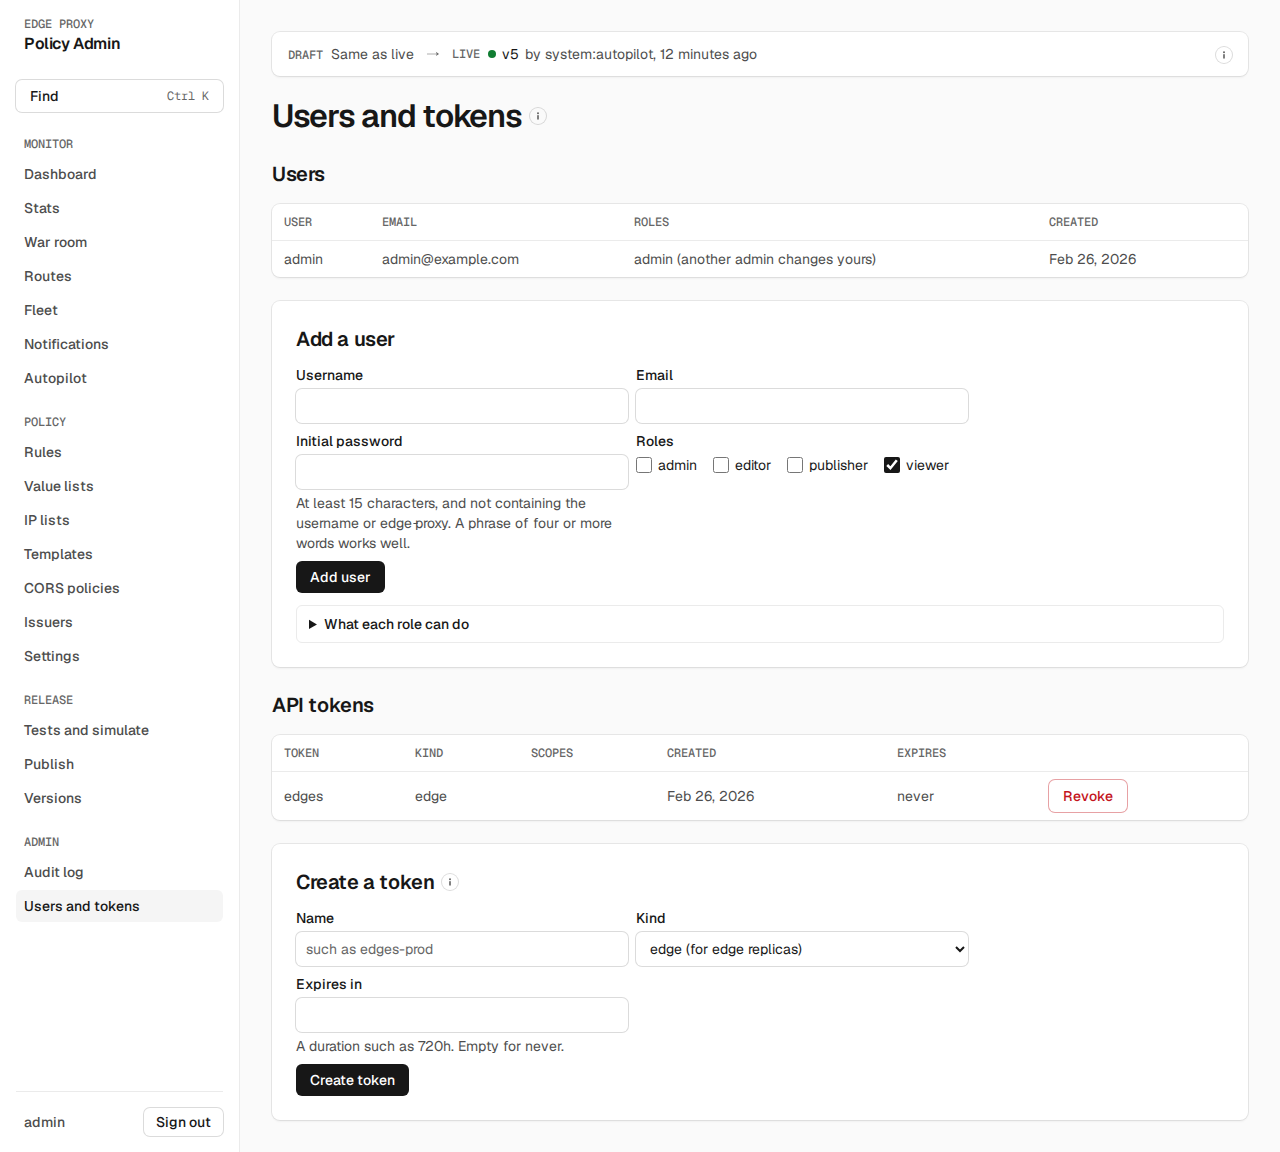 EDGE PROXY
Policy Admin
Find Ctrl K
MONITOR
Dashboard
Stats
War room
Routes
Fleet
Notifications
Autopilot
POLICY
Rules
Value lists
IP lists
Templates
CORS policies
Issuers
Settings
RELEASE
Tests and simulate
Publish
Versions
ADMIN
Audit log
Users and tokens
admin Sign out
DRAFT Same as live → LIVE v5 by system:autopilot, 12 minutes ago
Users and tokens
Users
USER EMAIL ROLES CREATED
admin admin@example.com admin (another admin changes yours) Feb 26, 2026
Add a user
Username Email
Initial password Roles
admin editor publisher viewer
At least 15 characters, and not containing the
username or edge-proxy. A phrase of four or more
words works well.
Add user
What each role can do
API tokens
TOKEN KIND SCOPES CREATED EXPIRES
edges edge Feb 26, 2026 never Revoke
Create a token
Name Kind
such as edges-prod edge (for edge replicas)
Expires in
A duration such as 720h. Empty for never.
Create token